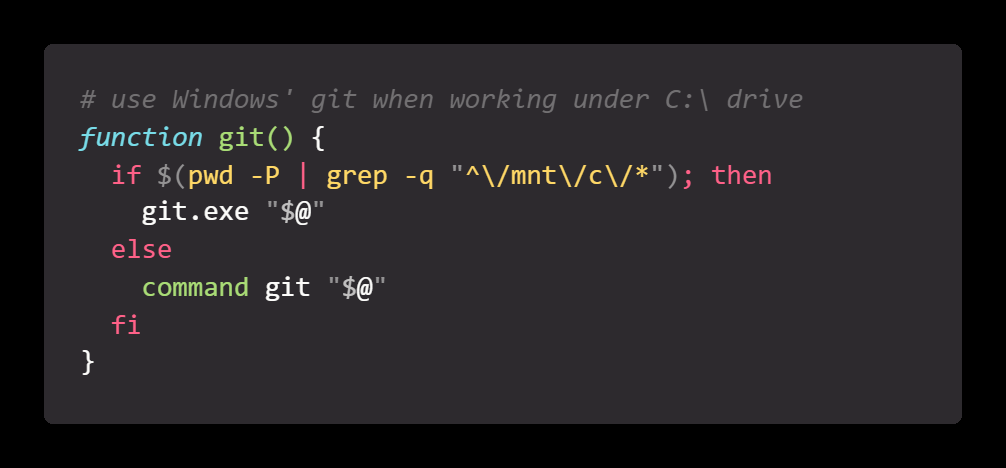 # use Windows' git when working under C:\ drive
function git() {
  if $(pwd -P | grep -q "^\/mnt\/c\/*"); then
    git.exe "$@"
  else
    command git "$@"
  fi
}